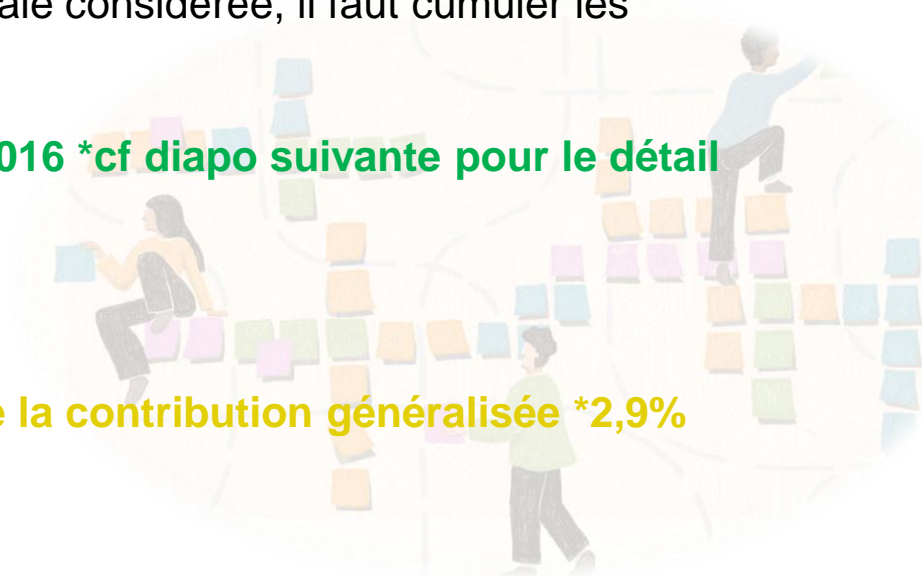 ale considérée, il faut cumuler les
016 *cf diapo suivante pour le détail
e la contribution généralisée *2,9%